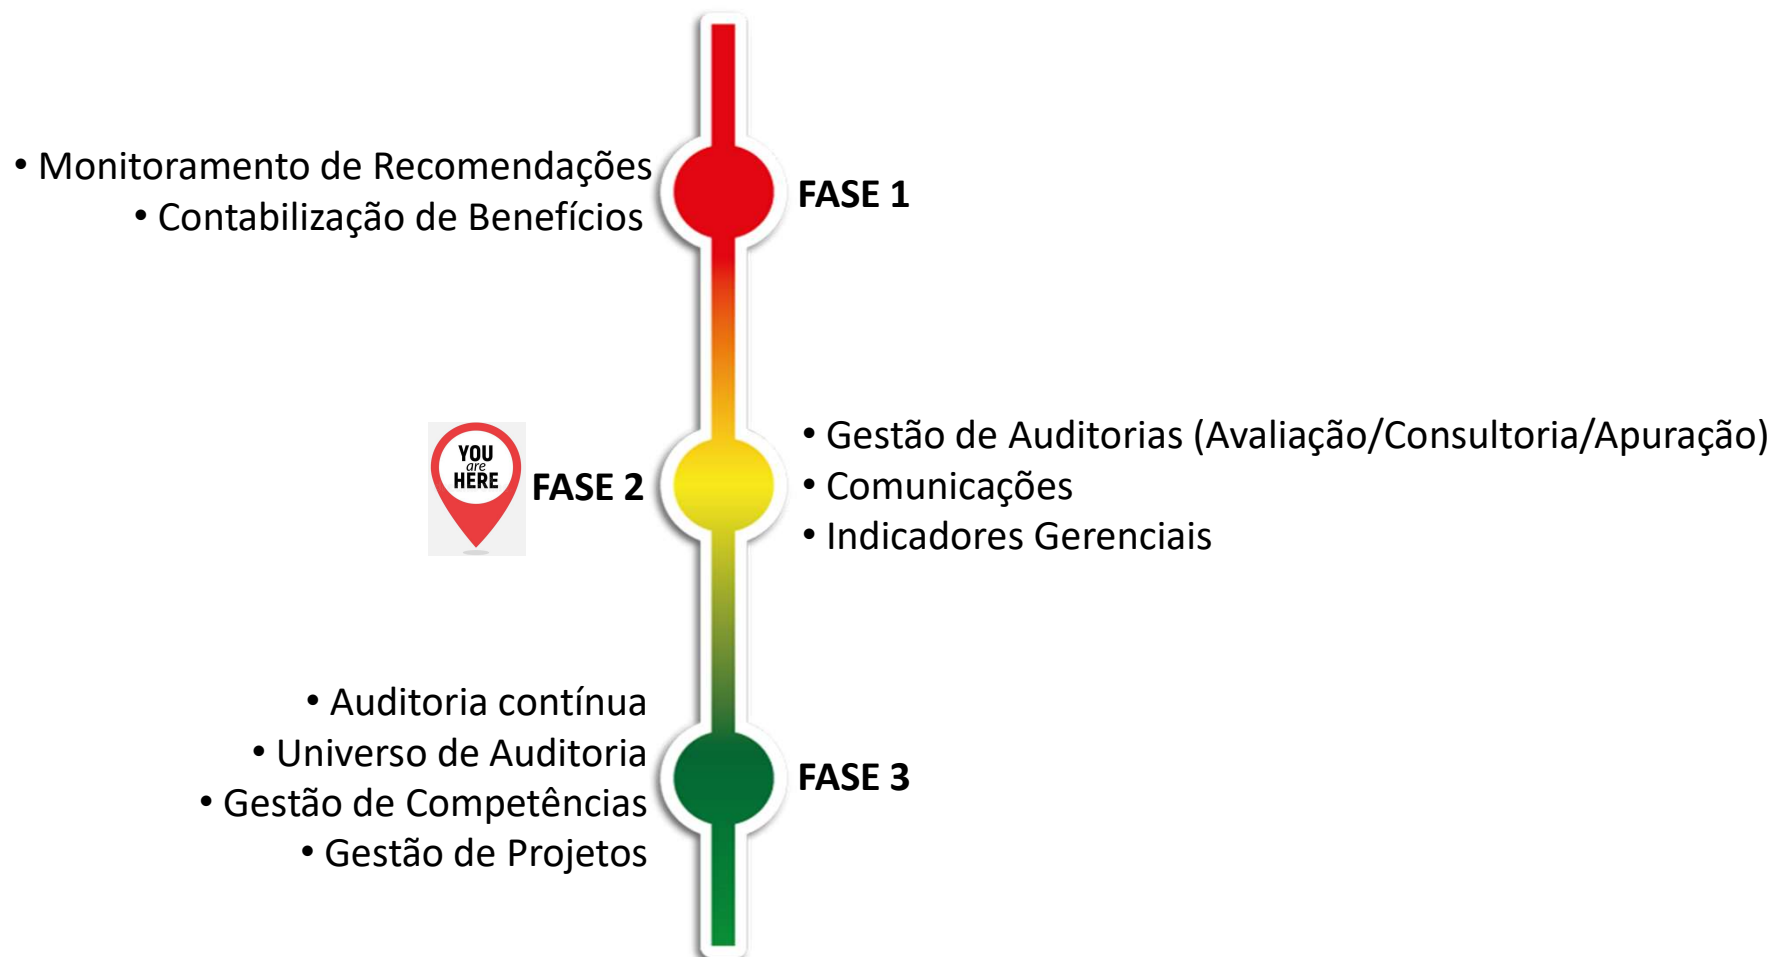 • Monitoramento de Recomendações
• Contabilização de Benefícios
FASE 1
YOU
are
HERE
FASE 2
• Gestão de Auditorias (Avaliação/Consultoria/Apuração)
• Comunicações
• Indicadores Gerenciais
• Auditoria contínua
• Universo de Auditoria
• Gestão de Competências
• Gestão de Projetos
FASE 3